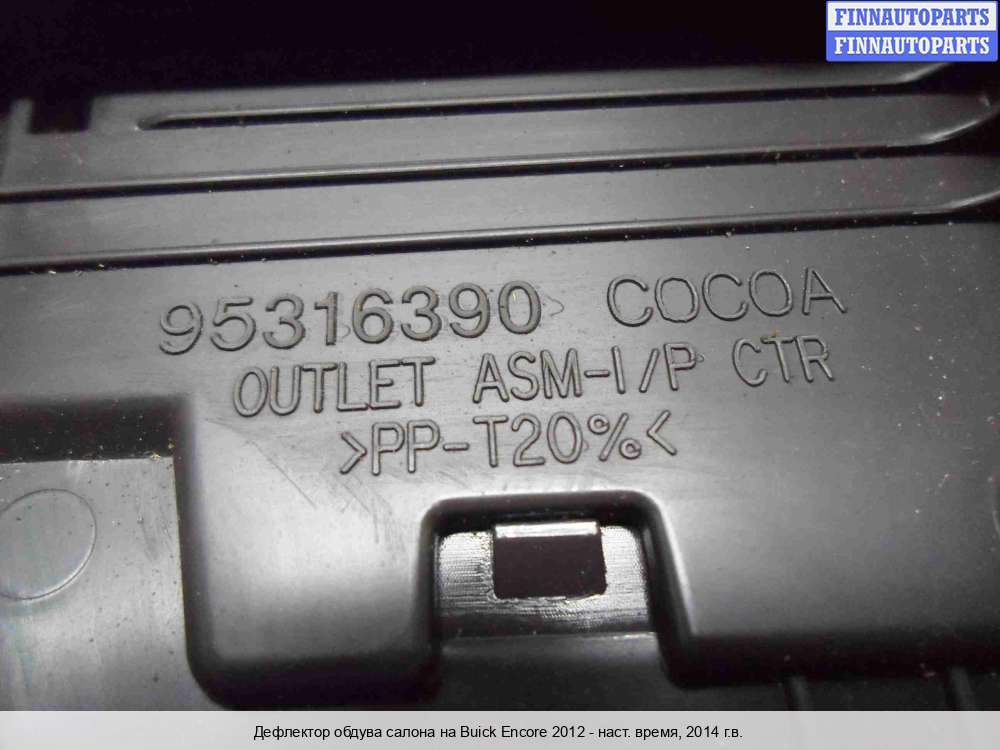 FINNAUTOPARTS
FINNAUTOPARTS
95316390 COCOA
OUTLET ASM-I/P CTR
>PP-T20%<
Дефлектор обдува салона на Buick Encore 2012 - наст. время, 2014 г.в.